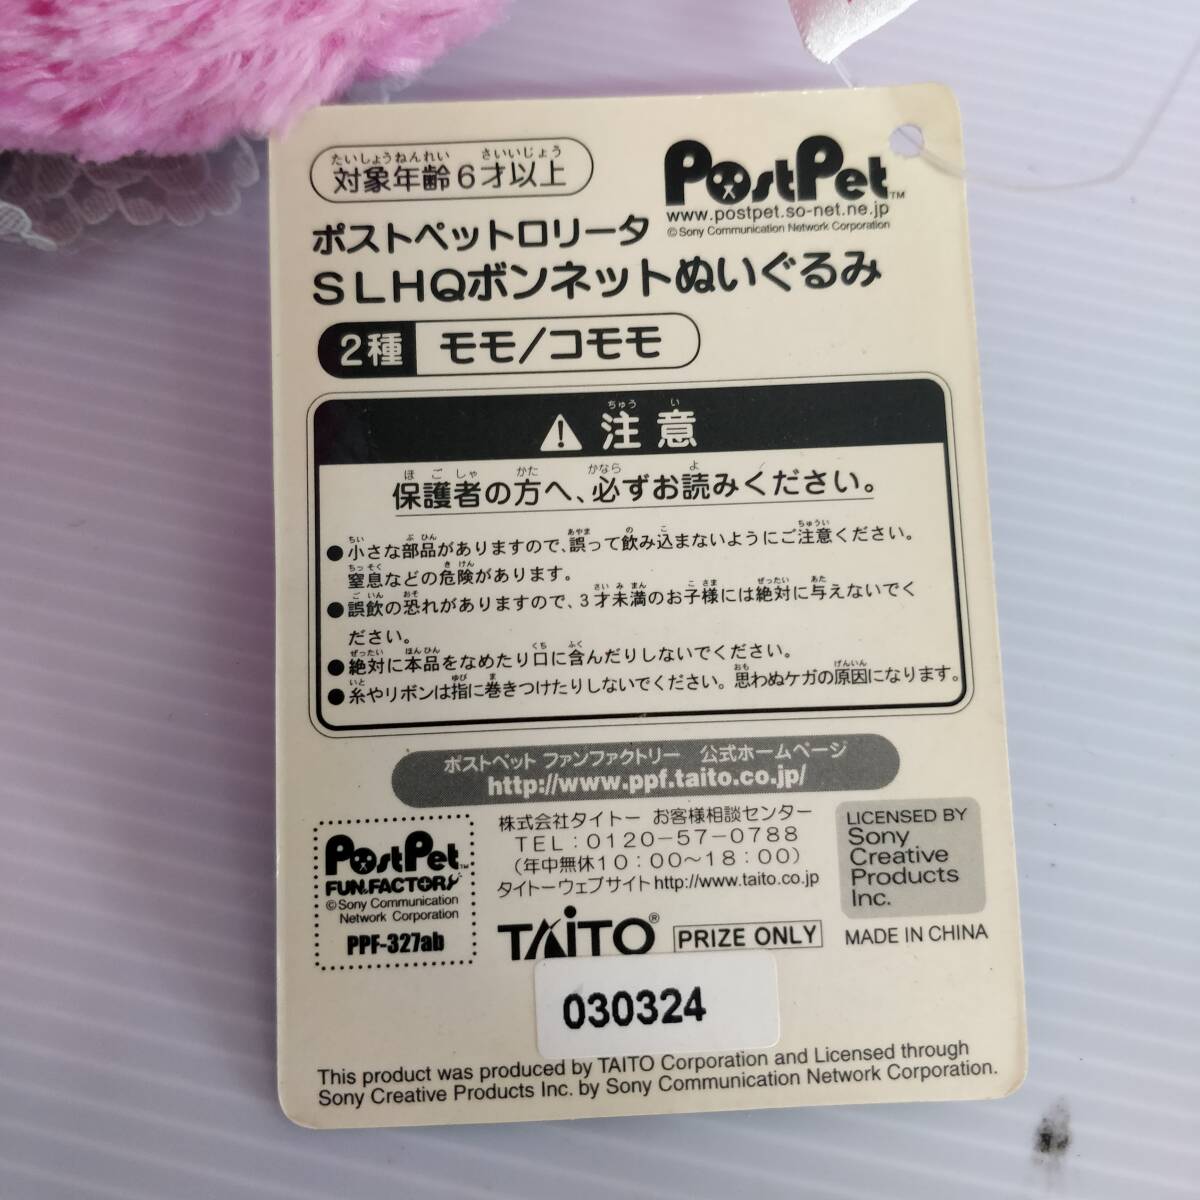 たいしょうねんれい さいいじょう
対象年齢6才以上
PostPet™
www.postpet.so-net.ne.jp
©Sony Communication Network Corporation
ポストペットロリータ
SLHQボンネットぬいぐるみ
2種 モモ/コモモ
ちゅう い
注意
ほ ご しゃ かた かなら よ
保護者の方へ、必ずお読みください。
ちい ぶ ひん あやま の こ ちゅうい
●小さな部品がありますので、誤って飲み込まないようにご注意ください。
ちっ そく き けん
窒息などの危険があります。
ご いん おそ さい み まん こ さま ぜったい あた
●誤飲の恐れがありますので、3才未満のお子様には絶対に与えないでく
ださい。
ぜったい ほんひん くち ふく
●絶対に本品をなめたり口に含んだりしないでください。
いと ゆび ま おも げんいん
●糸やリボンは指に巻きつけたりしないでください。思わぬケガの原因になります。
ポストペット ファンファクトリー 公式ホームページ
http://www.ppf.taito.co.jp/
PostPet™
FUN FACTORY
©Sony Communication
Network Corporation
PPF-327ab
株式会社タイトー お客様相談センター
TEL:0120-57-0788
(年中無休10:00〜18:00)
タイトーウェブサイト http://www.taito.co.jp
TAITO® PRIZE ONLY
LICENSED BY
Sony
Creative
Products
Inc.
MADE IN CHINA
030324
This product was produced by TAITO Corporation and Licensed through
Sony Creative Products Inc. by Sony Communication Network Corporation.